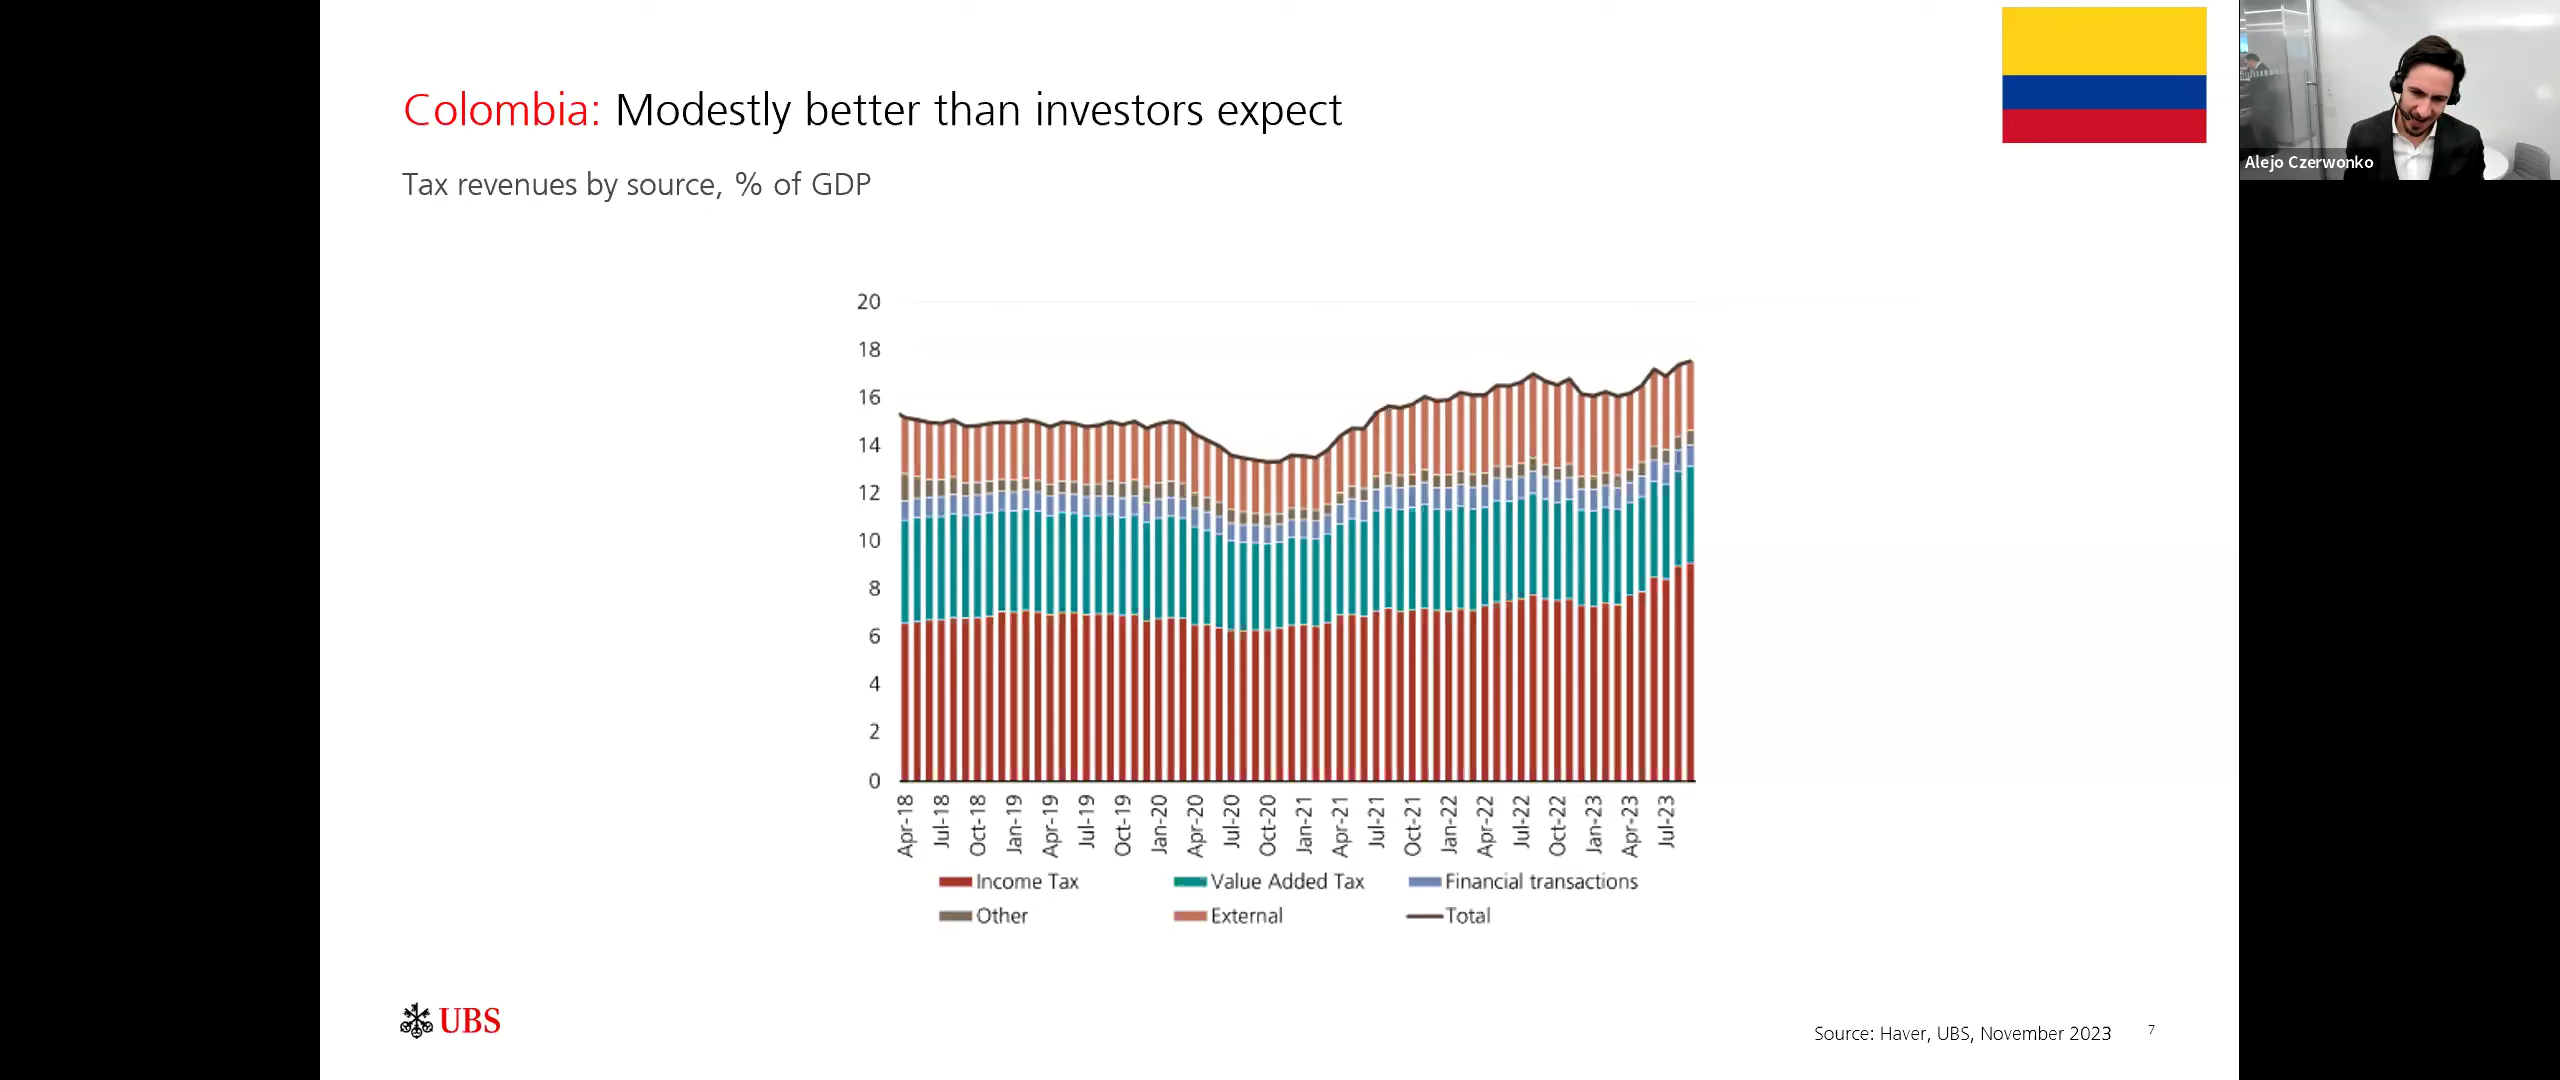 Colombia: Modestly better than investors expect
Alejo Czerwonko
Tax revenues by source, % of GDP
20
18
16
14
12
10
8
6
4
2
0
Apr-18
Jul-18
Oct-18
Jan-19
Apr-19
Jul-19
Oct-19
Jan-20
Apr-20
Jul-20
Oct-20
Jan-21
Apr-21
Jul-21
Oct-21
Jan-22
Apr-22
Jul-22
Oct-22
Jan-23
Apr-23
Jul-23
Income Tax
Value Added Tax
Financial transactions
Other
External
Total
UBS
Source: Haver, UBS, November 2023
7